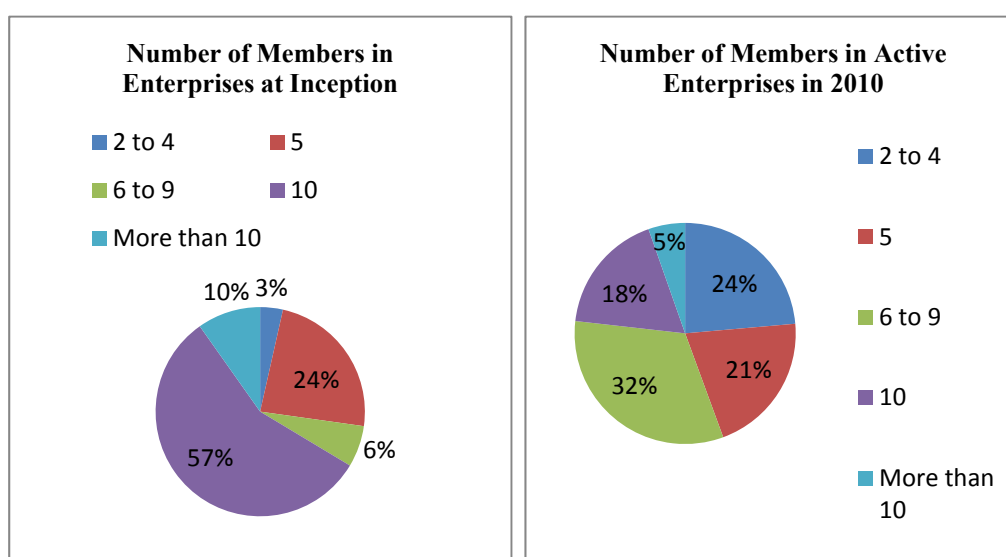 Number of Members in
Enterprises at Inception
2 to 4
5
6 to 9
10
More than 10
10%
3%
24%
6%
57%
Number of Members in Active
Enterprises in 2010
2 to 4
5
6 to 9
10
More than
10
5%
24%
18%
32%
21%